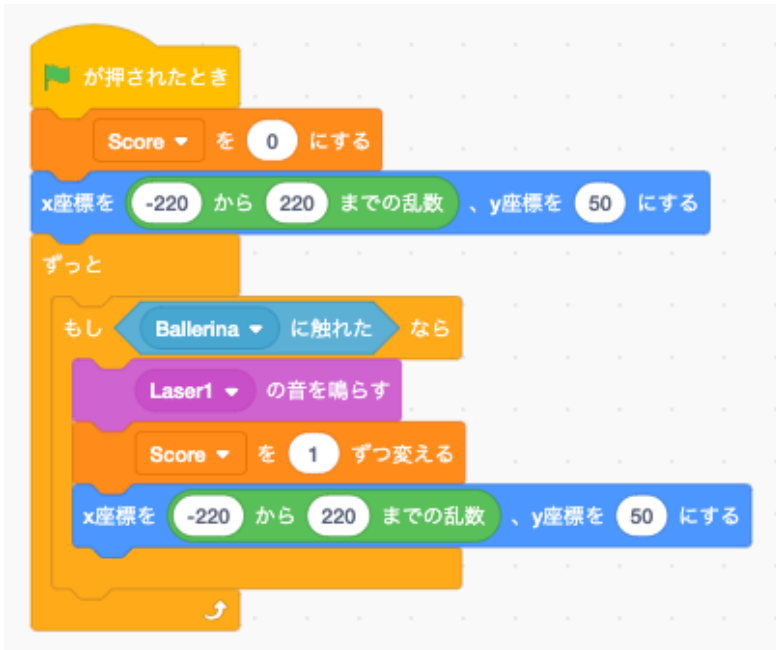 が押されたとき
Score を 0 にする
x座標を -220 から 220 までの乱数 、y座標を 50 にする
ずっと
もし Ballerina に触れた なら
Laser1 の音を鳴らす
Score を 1 ずつ変える
x座標を -220 から 220 までの乱数 、y座標を 50 にする